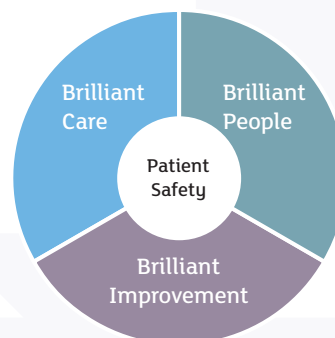 Brilliant
Care
Brilliant
People
Patient
Safety
Brilliant
Improvement